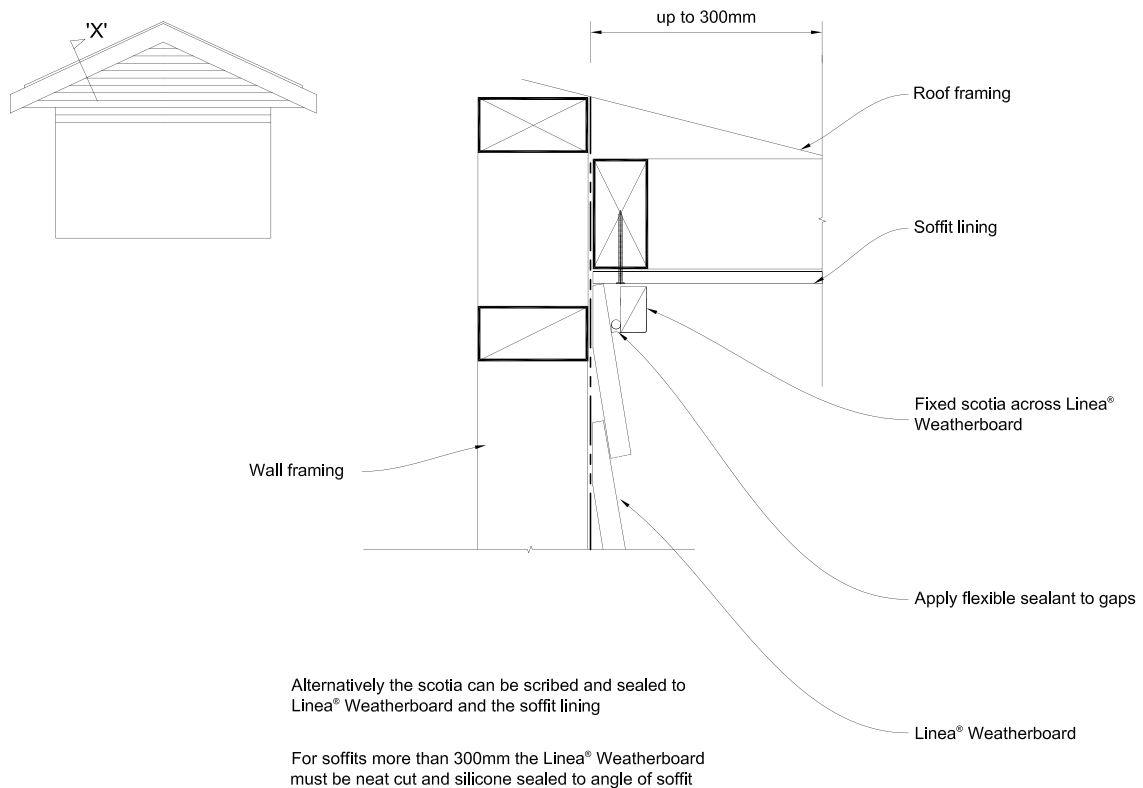 'X'
up to 300mm
Roof framing
Soffit lining
Fixed scotia across Linea®
Weatherboard
Wall framing
Apply flexible sealant to gaps
Linea® Weatherboard
Alternatively the scotia can be scribed and sealed to
Linea® Weatherboard and the soffit lining
For soffits more than 300mm the Linea® Weatherboard
must be neat cut and silicone sealed to angle of soffit